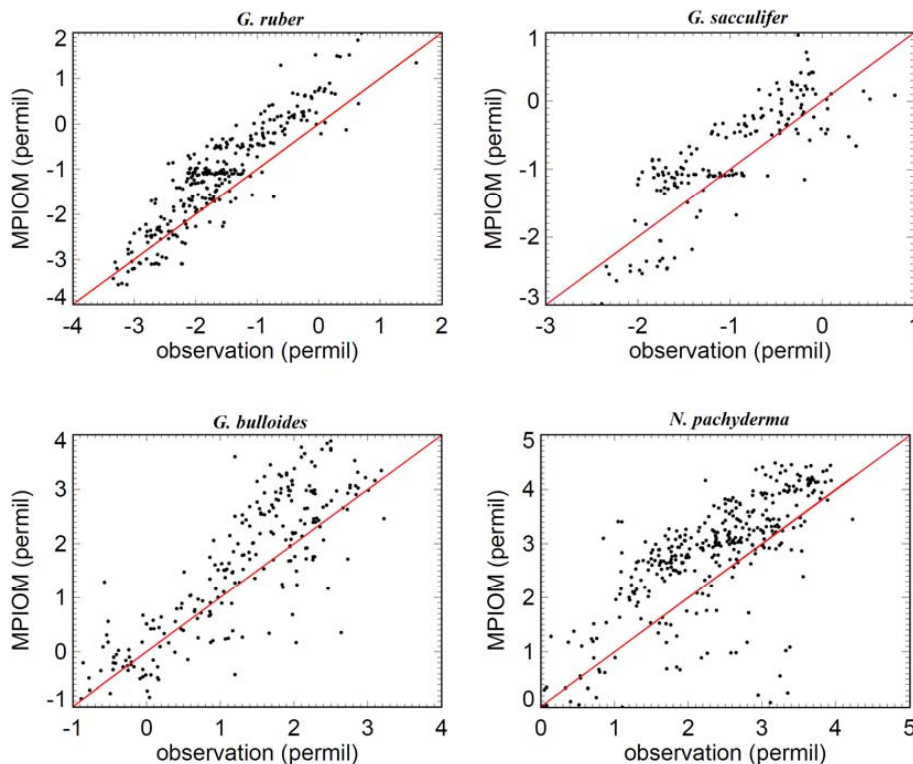 G. ruber
2
1
0
-1
-2
-3
-4
MPIOM (permil)
-4 -3 -2 -1 0 1 2
observation (permil)
G. sacculifer
1
0
-1
-2
-3
MPIOM (permil)
-3 -2 -1 0 1
observation (permil)
G. bulloides
4
3
2
1
0
-1
MPIOM (permil)
-1 0 1 2 3 4
observation (permil)
N. pachyderma
5
4
3
2
1
0
MPIOM (permil)
0 1 2 3 4 5
observation (permil)